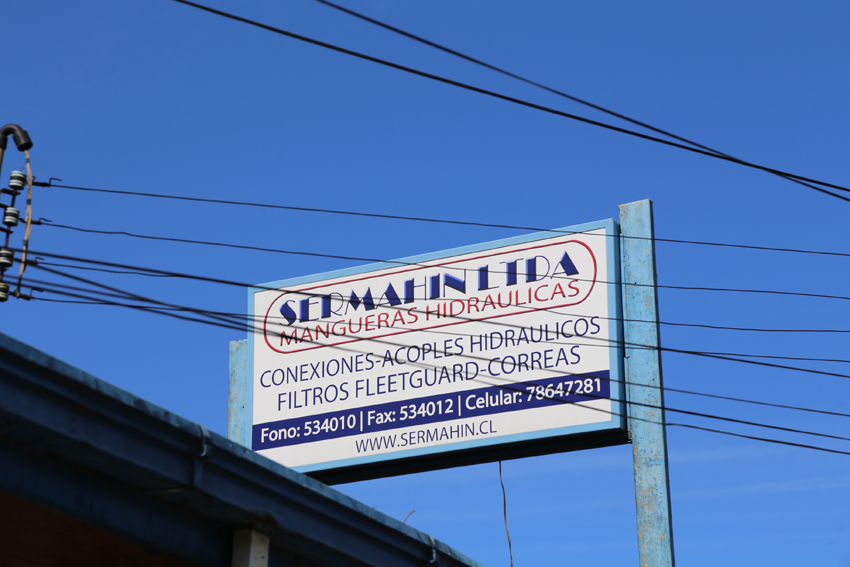 SERMAHIN LTDA
MANGUERAS HIDRAULICAS
CONEXIONES-ACOPLES HIDRAULICOS
FILTROS FLEETGUARD-CORREAS
Fono: 534010 | Fax: 534012 | Celular: 78647281
WWW.SERMAHIN.CL